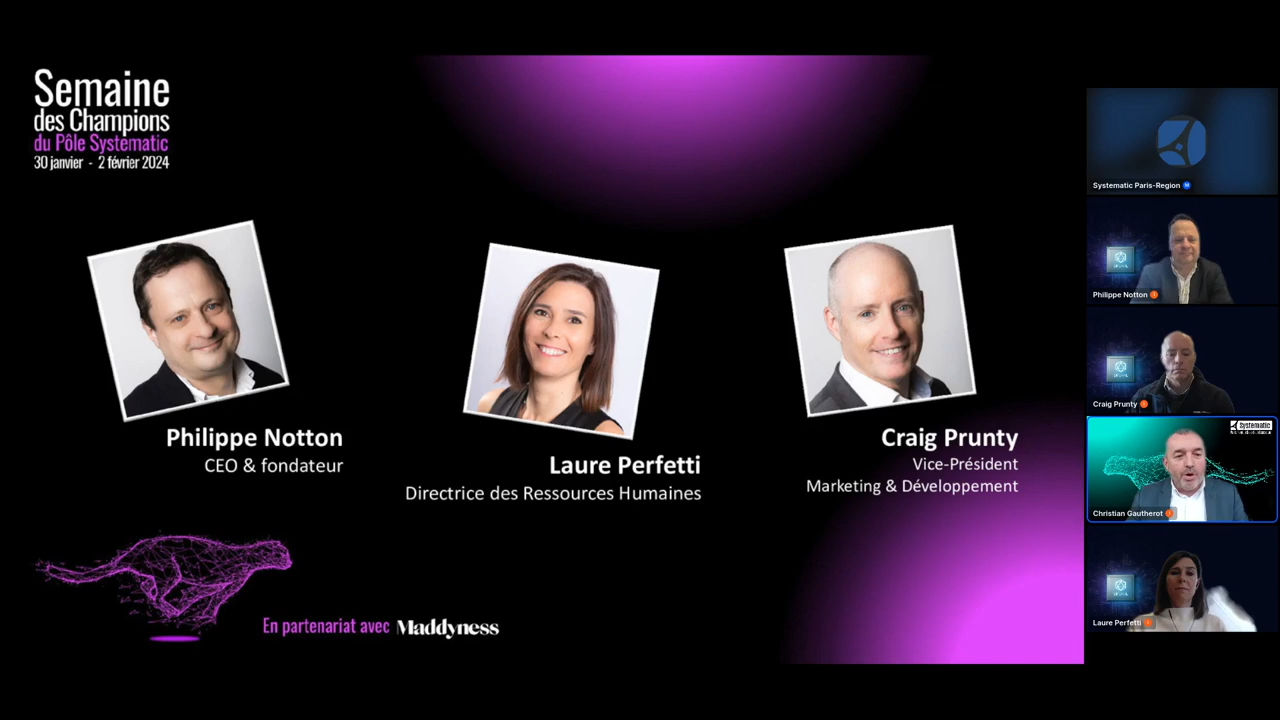 Semaine
des Champions
du Pôle Systematic
30 janvier - 2 février 2024
Philippe Notton
CEO & fondateur
Laure Perfetti
Directrice des Ressources Humaines
Craig Prunty
Vice-Président
Marketing & Développement
En partenariat avec Maddyness
Systematic Paris-Region
Philippe Notton
Craig Prunty
Systematic
Christian Gautherot
Laure Perfetti